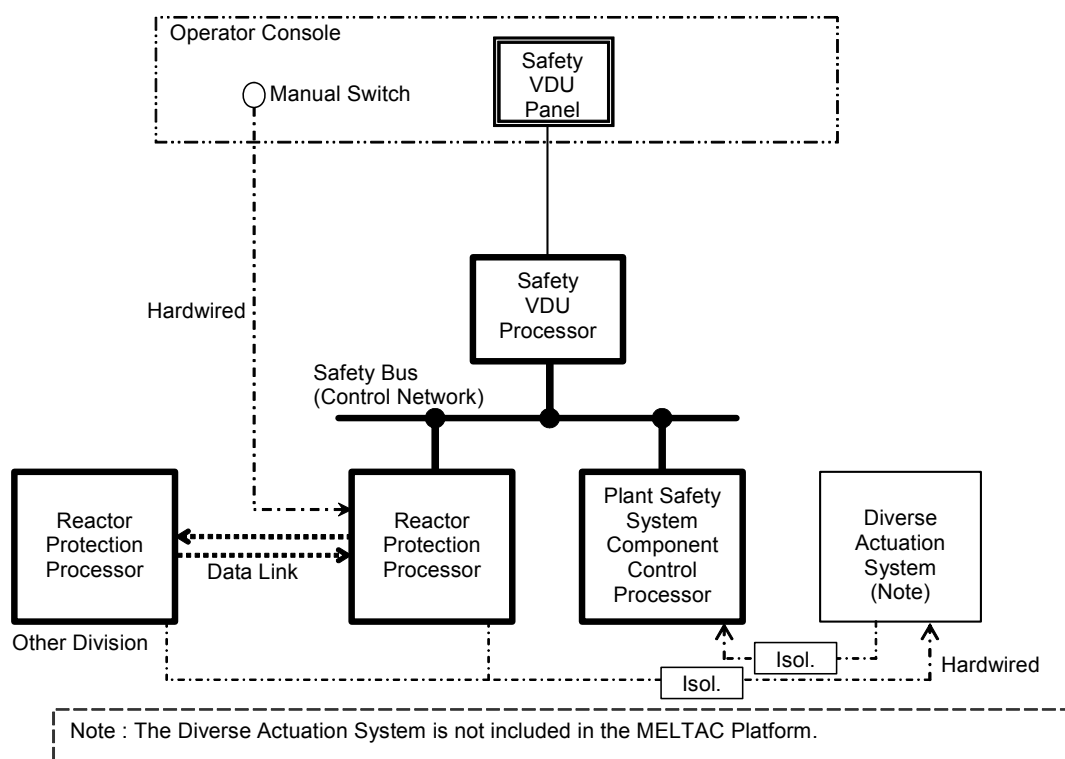 Operator Console
Manual Switch
Safety
VDU
Panel
Hardwired
Safety
VDU
Processor
Safety Bus
(Control Network)
Reactor
Protection
Processor
Data Link
Reactor
Protection
Processor
Plant Safety
System
Component
Control
Processor
Diverse
Actuation
System
(Note)
Other Division
Isol.
Isol.
Hardwired
Note : The Diverse Actuation System is not included in the MELTAC Platform.